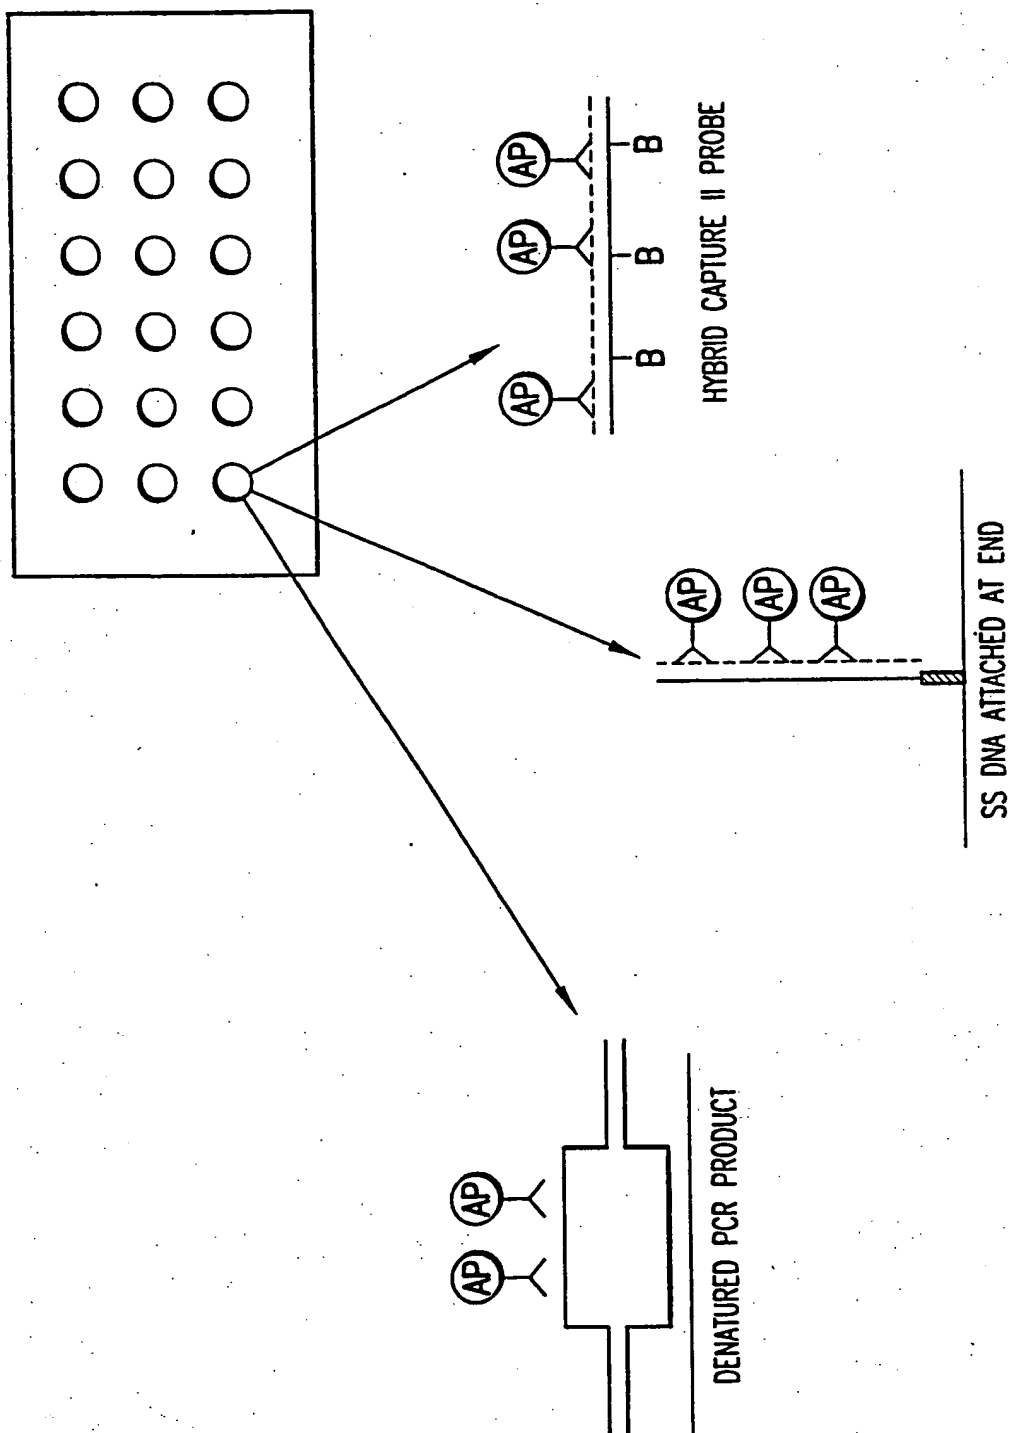 AP AP
DENATURED PCR PRODUCT
AP AP AP
SS DNA ATTACHED AT END
AP AP AP
B B B
HYBRID CAPTURE II PROBE